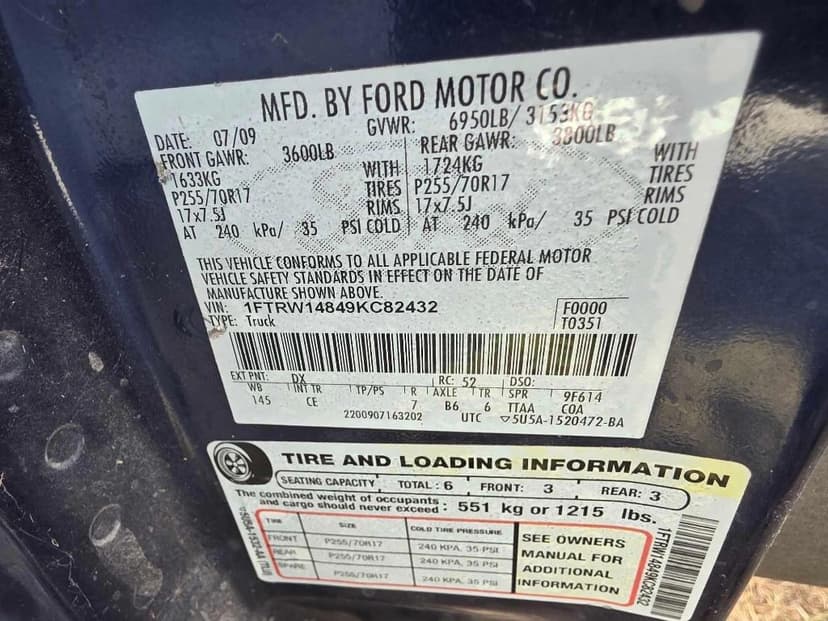 MFD. BY FORD MOTOR CO.
DATE: 07/09 GVWR: 6950LB/ 3153KG
FRONT GAWR: 3600LB REAR GAWR: 3800LB
1633KG WITH 1724KG WITH
P255/70R17 TIRES P255/70R17 TIRES
17x7.5J RIMS 17x7.5J RIMS
AT 240 kPa/ 35 PSI COLD AT 240 kPa/ 35 PSI COLD
THIS VEHICLE CONFORMS TO ALL APPLICABLE FEDERAL MOTOR
VEHICLE SAFETY STANDARDS IN EFFECT ON THE DATE OF
MANUFACTURE SHOWN ABOVE.
VIN: 1FTRW14849KC82432 F0000
TYPE: Truck T0351
EXT PNT: DX RC: 52 DSO:
WB INT TR TP/PS R AXLE TR SPR 9F614
145 CE 7 B6 6 TTAA COA
2200907163202 UTC ▽5U5A-1520472-BA
TIRE AND LOADING INFORMATION
SEATING CAPACITY TOTAL : 6 FRONT: 3 REAR: 3
The combined weight of occupants
and cargo should never exceed : 551 kg or 1215 lbs.
TIRE SIZE COLD TIRE PRESSURE
FRONT P255/70R17 240 KPA, 35 PSI
REAR P255/70R17 240 KPA, 35 PSI
SPARE P255/70R17 240 KPA, 35 PSI
SEE OWNERS
MANUAL FOR
ADDITIONAL
INFORMATION
1FTRW14849KC82432